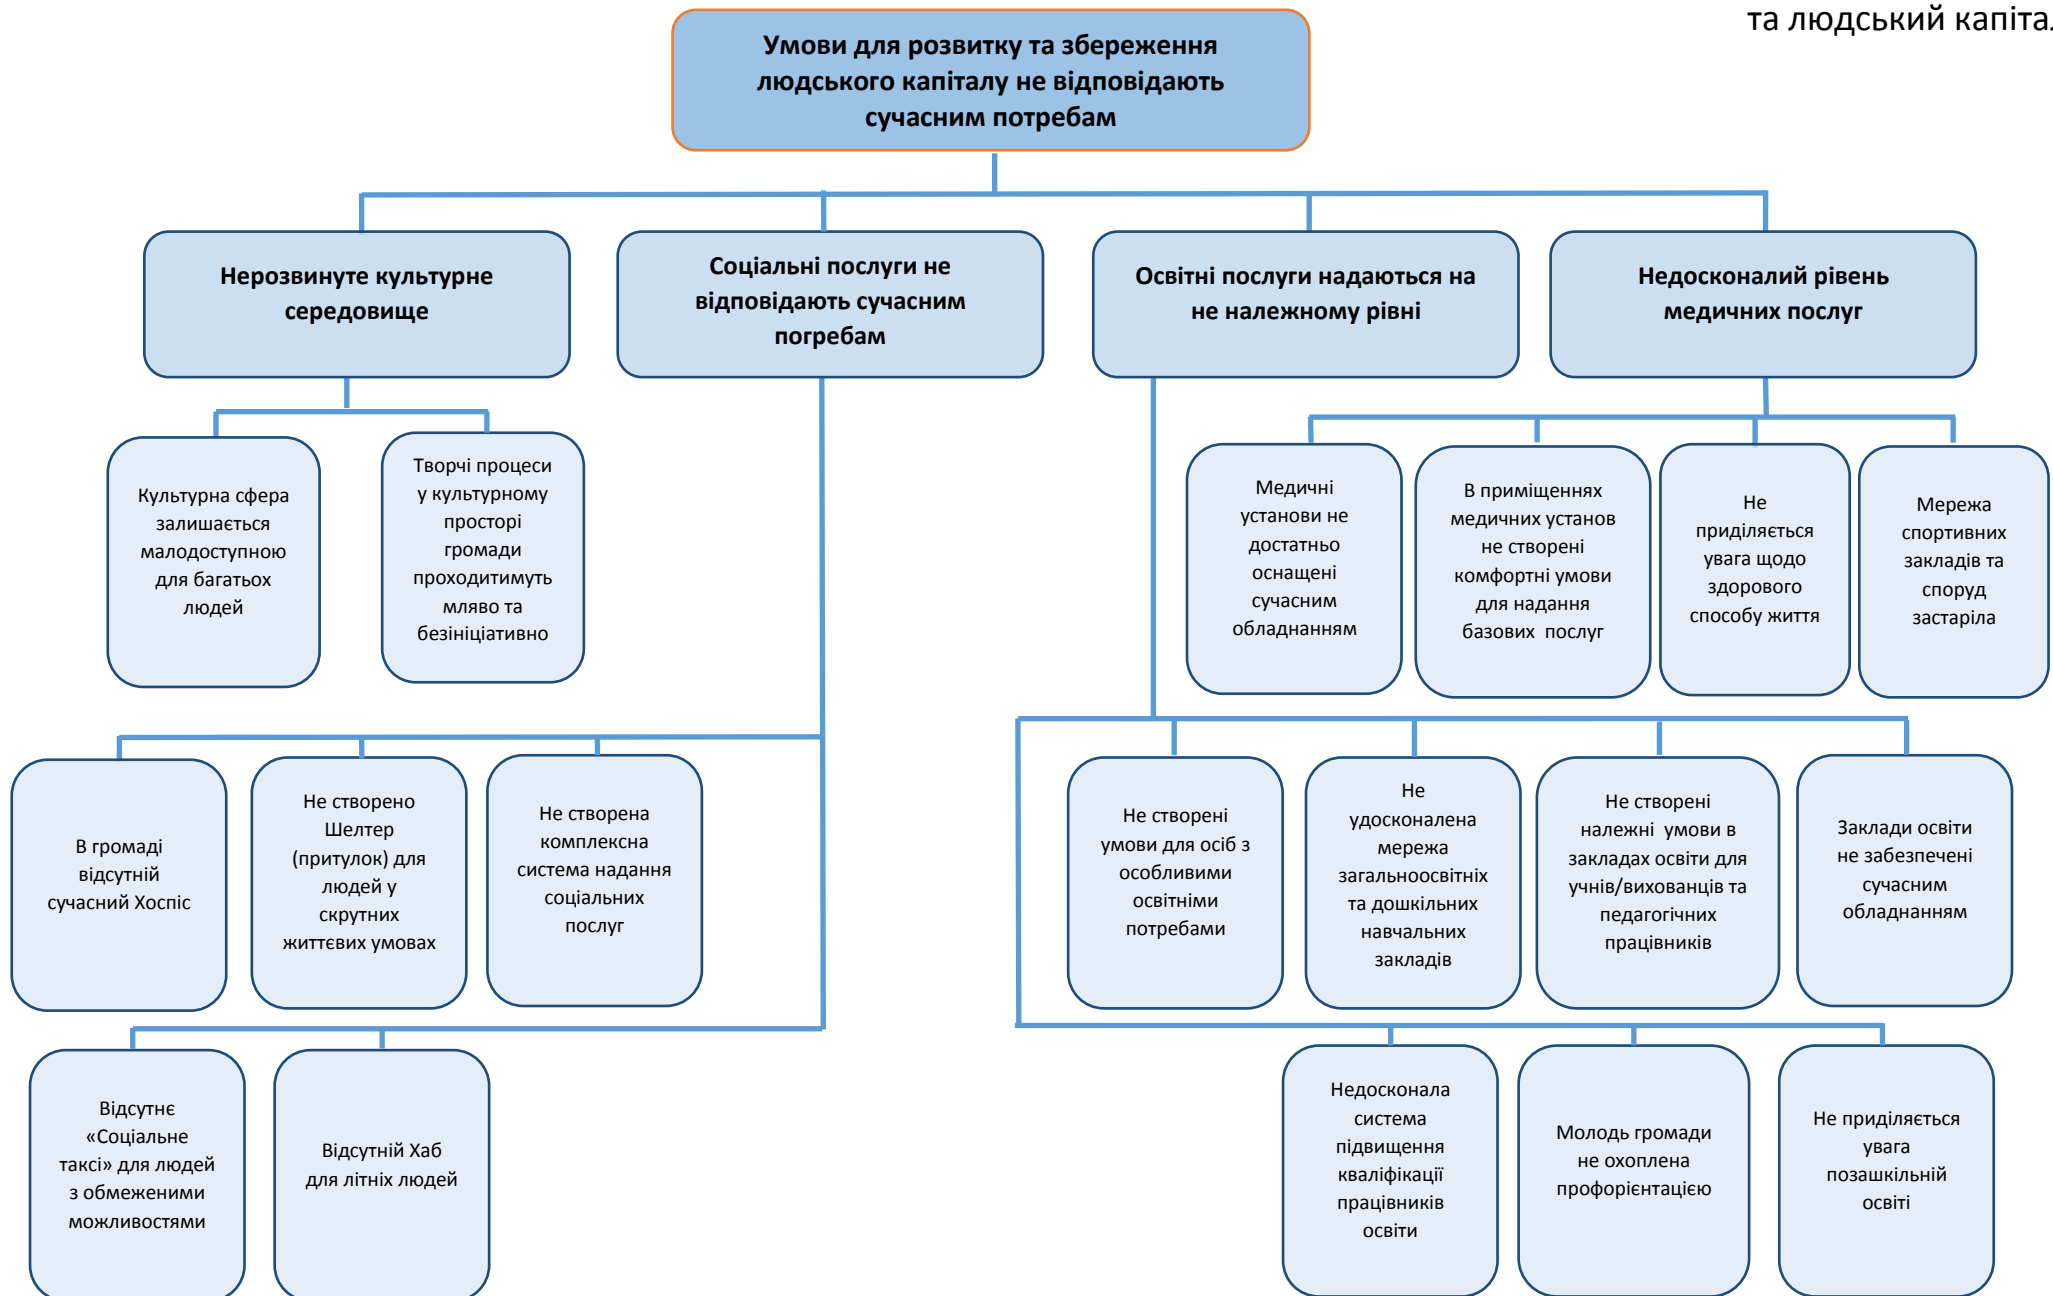 та людський капітал
Умови для розвитку та збереження
людського капіталу не відповідають
сучасним потребам
Нерозвинуте культурне
середовище
Соціальні послуги не
відповідають сучасним
погребам
Освітні послуги надаються на
не належному рівні
Недосконалий рівень
медичних послуг
Культурна сфера
залишається
малодоступною
для багатьох
людей
Творчі процеси
у культурному
просторі
громади
проходитимуть
мляво та
безініціативно
Медичні
установи не
достатньо
оснащені
сучасним
обладнанням
В приміщеннях
медичних установ
не створені
комфортні умови
для надання
базових послуг
Не
приділяється
увага щодо
здорового
способу життя
Мережа
спортивних
закладів та
споруд
застаріла
В громаді
відсутній
сучасний Хоспіс
Не створено
Шелтер
(притулок) для
людей у
скрутних
життєвих умовах
Не створена
комплексна
система надання
соціальних
послуг
Не створені
умови для осіб з
особливими
освітніми
потребами
Не
удосконалена
мережа
загальноосвітніх
та дошкільних
навчальних
закладів
Не створені
належні умови в
закладах освіти для
учнів/вихованців та
педагогічних
працівників
Заклади освіти
не забезпечені
сучасним
обладнанням
Відсутнє
«Соціальне
таксі» для людей
з обмеженими
можливостями
Відсутній Хаб
для літніх людей
Недосконала
система
підвищення
кваліфікації
працівників
освіти
Молодь громади
не охоплена
профорієнтацією
Не приділяється
увага
позашкільній
освіті